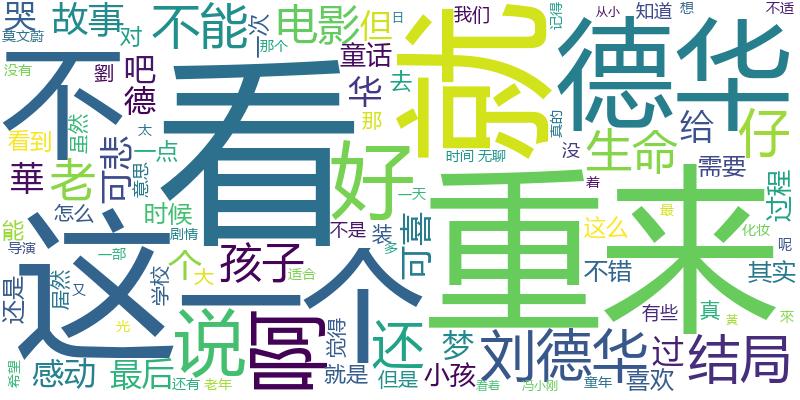 哭 故事 对 不能 一次 电影 但 日 我们 记得 从小 知道 想 不适
莫文蔚 那个 童话
不 吧 看 就 德华
没有 德 华 去
看到 虽然 太 一点 那 真的 没 生命 给 仔
華 老 可悲 意思 好 时间 无聊 需要 过程
怎么 时候 一天 着
能 剧情 不是 装 可喜 重来 这么 最 化妆
导演 这 一部 一个 多 不错 呢
还是 居然 又 学校 个 大 孩子 适合 其实
说 啊 觉得 还 梦 刘德华 有些 真 黃 來
光 过 结局
希望 感动 最后 还有 老年 就是 但是 小孩 看着 冯小刚 童年 喜欢